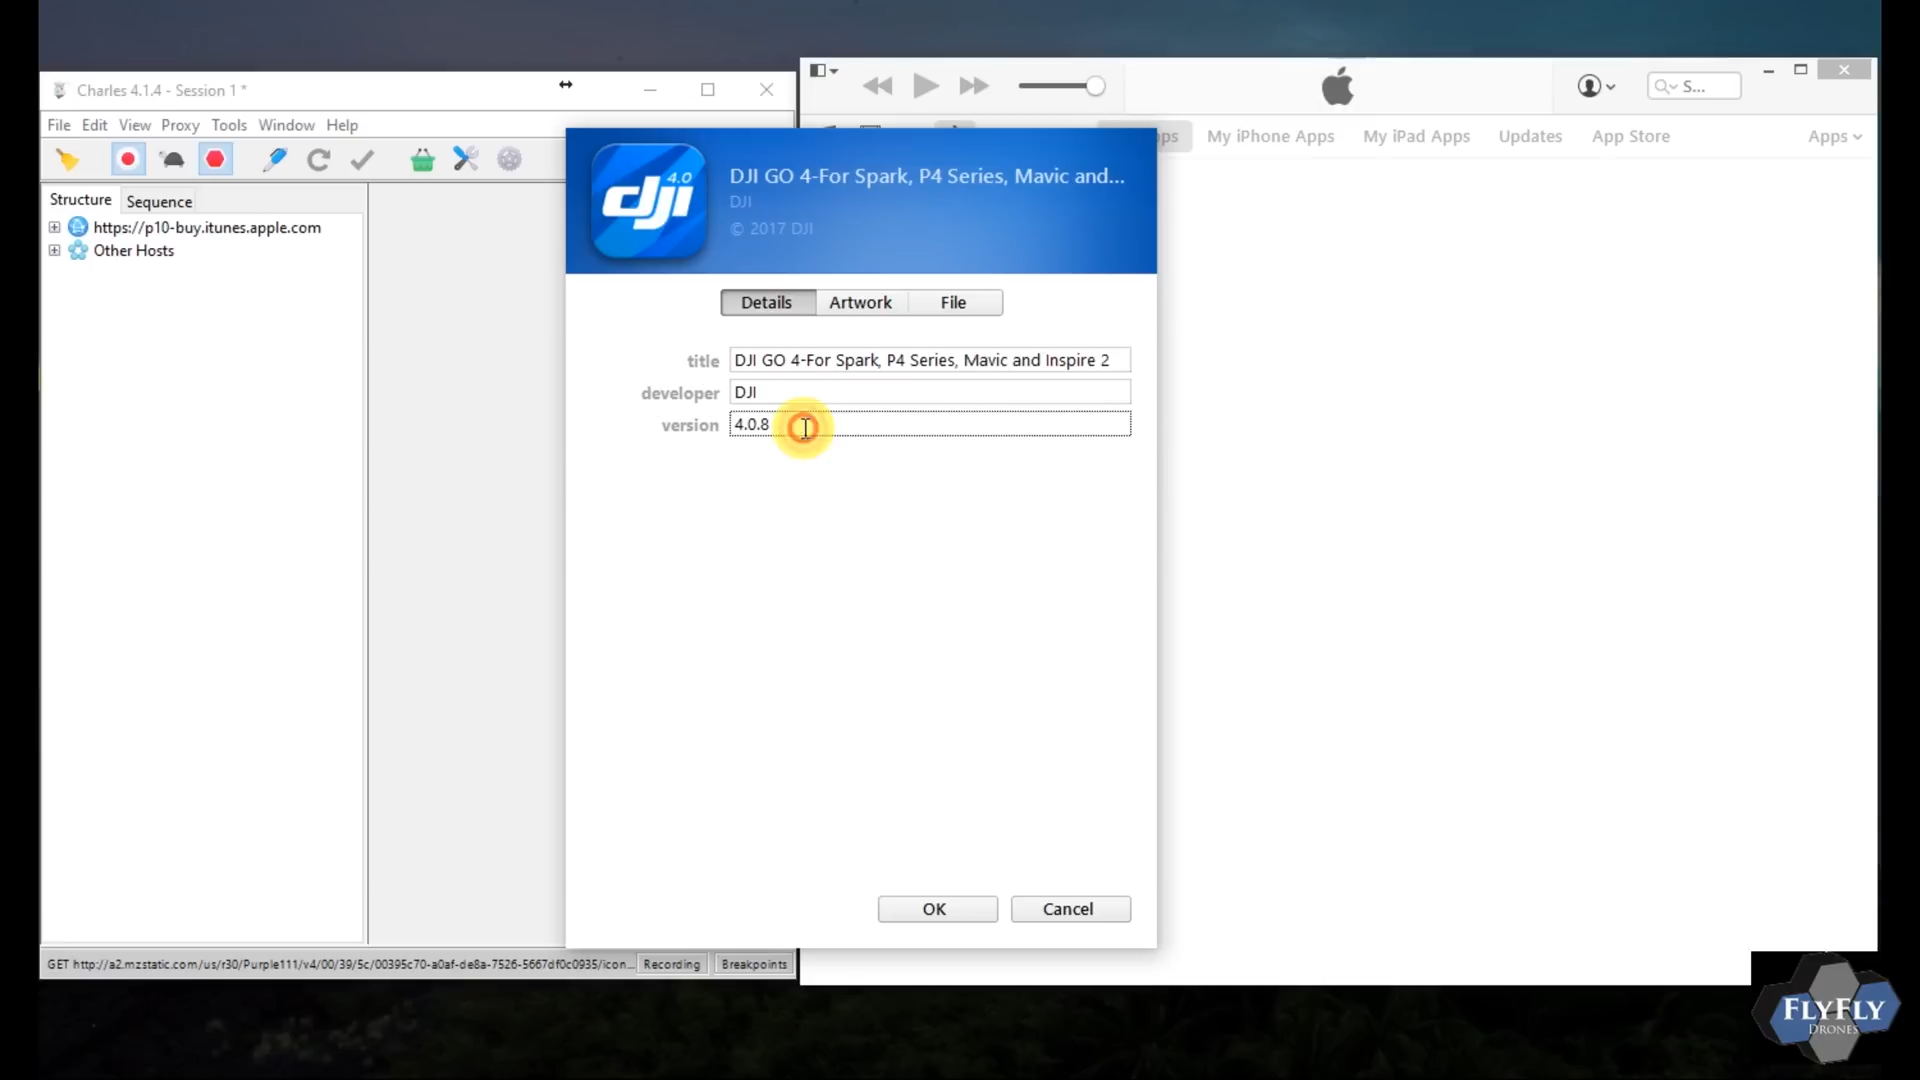 Charles 4.1.4 - Session 1 *
File Edit View Proxy Tools Window Help
Structure Sequence
https://p10-buy.itunes.apple.com
Other Hosts
GET http://a2.mzstatic.com/us/r30/Purple111/v4/00/39/5c/00395c70-a0af-de8a-7526-5667df0c0935/icon... Recording Breakpoints
S...
My iPhone Apps My iPad Apps Updates App Store Apps
4.0
dji
DJI GO 4-For Spark, P4 Series, Mavic and...
DJI
© 2017 DJI
Details Artwork File
title DJI GO 4-For Spark, P4 Series, Mavic and Inspire 2
developer DJI
version 4.0.8
OK Cancel
FLYFLY
DRONES